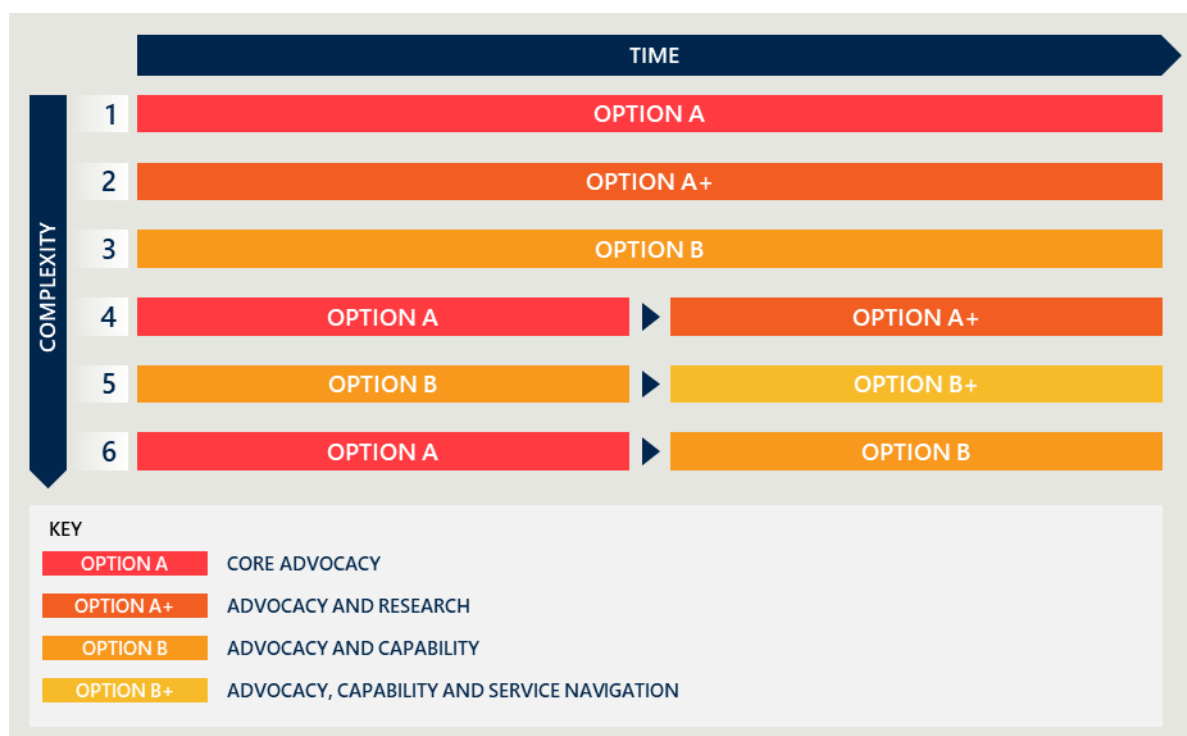 TIME
COMPLEXITY
1 OPTION A
2 OPTION A+
3 OPTION B
4 OPTION A OPTION A+
5 OPTION B OPTION B+
6 OPTION A OPTION B
KEY
OPTION A CORE ADVOCACY
OPTION A+ ADVOCACY AND RESEARCH
OPTION B ADVOCACY AND CAPABILITY
OPTION B+ ADVOCACY, CAPABILITY AND SERVICE NAVIGATION